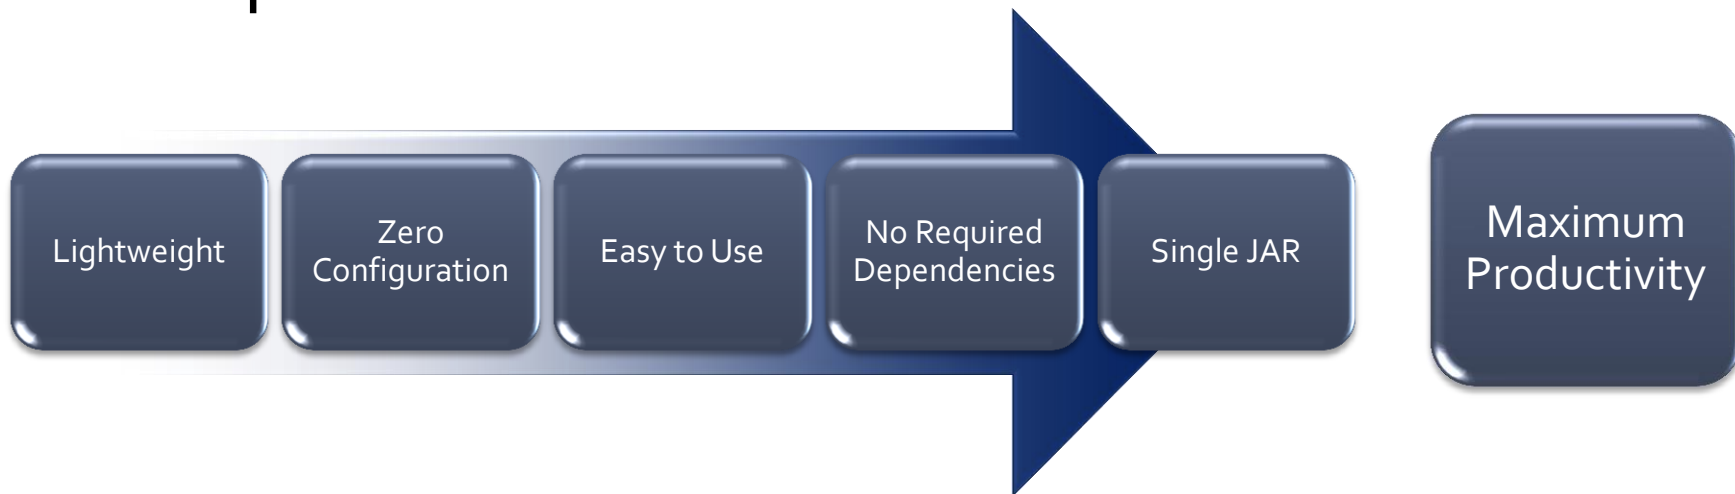 Lightweight
Zero
Configuration
Easy to Use
No Required
Dependencies
Single JAR
Maximum
Productivity